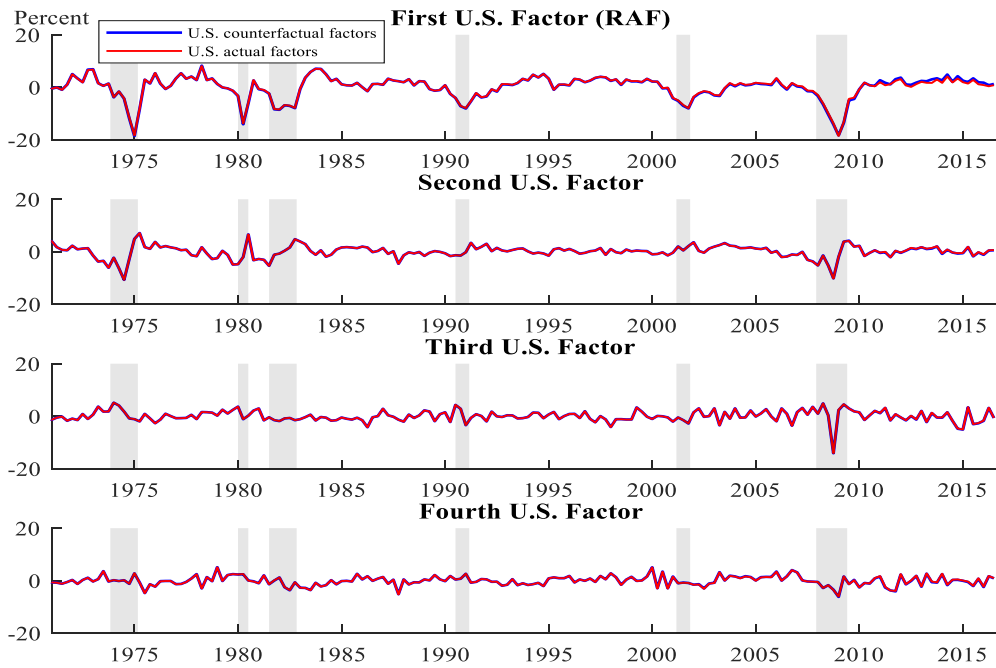 Percent
First U.S. Factor (RAF)
U.S. counterfactual factors
U.S. actual factors
20
0
-20
1975 1980 1985 1990 1995 2000 2005 2010 2015
Second U.S. Factor
20
0
-20
1975 1980 1985 1990 1995 2000 2005 2010 2015
Third U.S. Factor
20
0
-20
1975 1980 1985 1990 1995 2000 2005 2010 2015
Fourth U.S. Factor
20
0
-20
1975 1980 1985 1990 1995 2000 2005 2010 2015